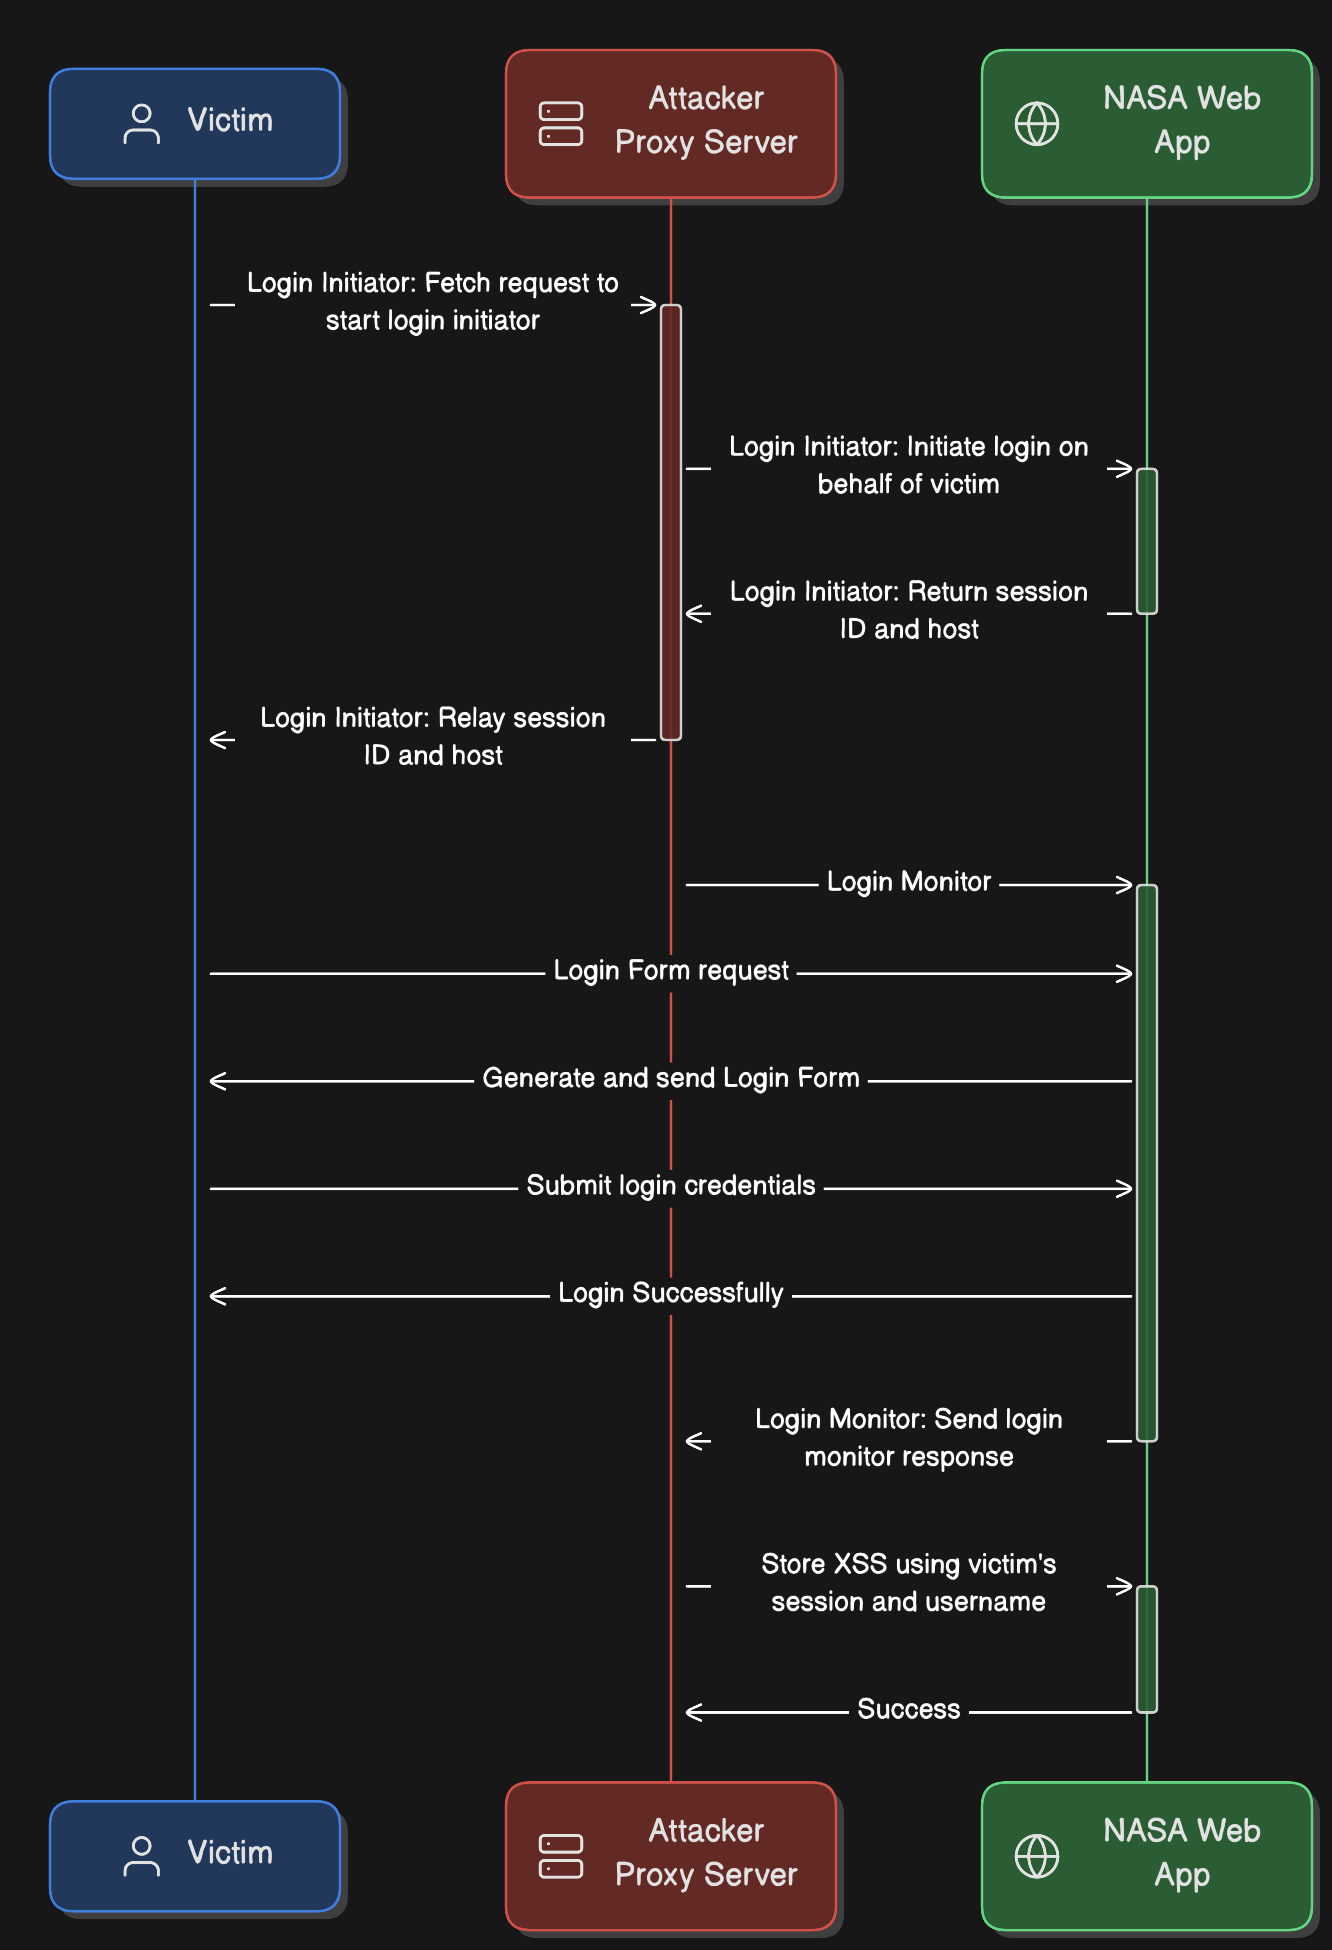 Victim
Attacker
Proxy Server
NASA Web
App
Login Initiator: Fetch request to
start login initiator
Login Initiator: Initiate login on
behalf of victim
Login Initiator: Return session
ID and host
Login Initiator: Relay session
ID and host
Login Monitor
Login Form request
Generate and send Login Form
Submit login credentials
Login Successfully
Login Monitor: Send login
monitor response
Store XSS using victim's
session and username
Success
Victim
Attacker
Proxy Server
NASA Web
App